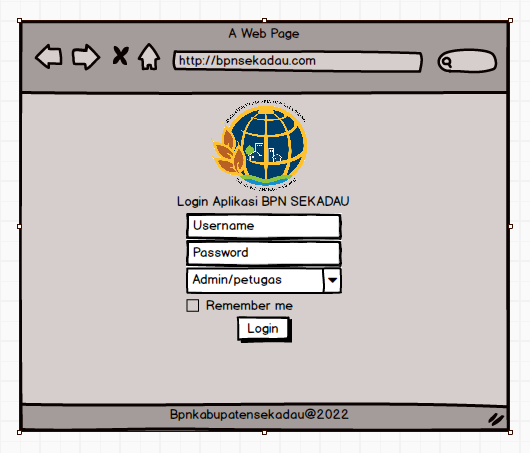 A Web Page
http://bpnsekadau.com
Login Aplikasi BPN SEKADAU
Username
Password
Admin/petugas
Remember me
Login
Bpnkabupatensekadau@2022